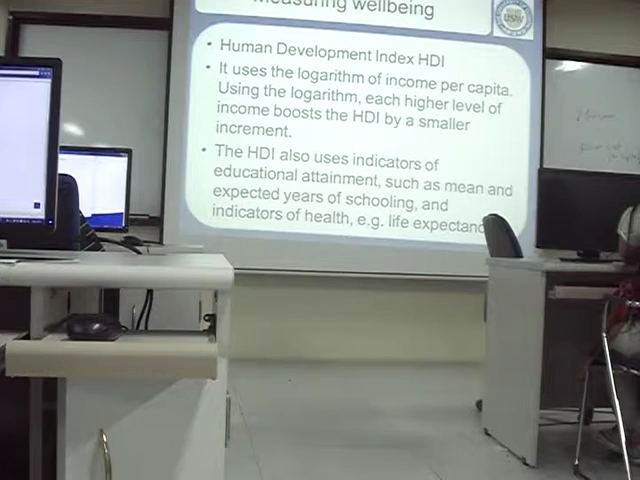 Measuring wellbeing
• Human Development Index HDI
• It uses the logarithm of income per capita.
Using the logarithm, each higher level of
income boosts the HDI by a smaller
increment.
• The HDI also uses indicators of
educational attainment, such as mean and
expected years of schooling, and
indicators of health, e.g. life expectanc